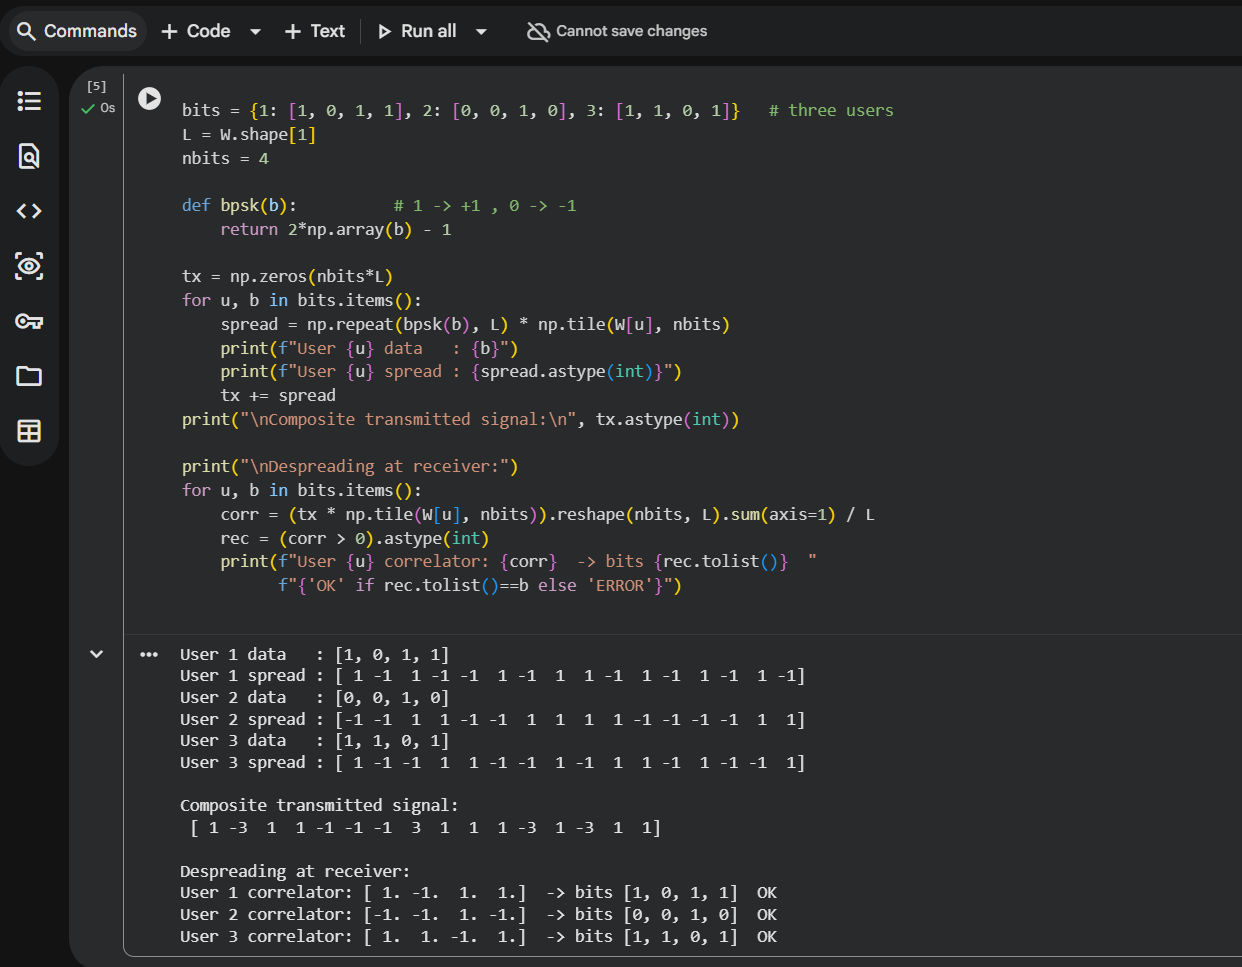 Commands + Code + Text Run all Cannot save changes
[5]
0s
bits = {1: [1, 0, 1, 1], 2: [0, 0, 1, 0], 3: [1, 1, 0, 1]}   # three users
L = W.shape[1]
nbits = 4
def bpsk(b):          # 1 -> +1 , 0 -> -1
    return 2*np.array(b) - 1
tx = np.zeros(nbits*L)
for u, b in bits.items():
    spread = np.repeat(bpsk(b), L) * np.tile(W[u], nbits)
    print(f"User {u} data   : {b}")
    print(f"User {u} spread : {spread.astype(int)}")
    tx += spread
print("\nComposite transmitted signal:\n", tx.astype(int))
print("\nDespreading at receiver:")
for u, b in bits.items():
    corr = (tx * np.tile(W[u], nbits)).reshape(nbits, L).sum(axis=1) / L
    rec = (corr > 0).astype(int)
    print(f"User {u} correlator: {corr}  -> bits {rec.tolist()}  "
          f"{'OK' if rec.tolist()==b else 'ERROR'}")
User 1 data   : [1, 0, 1, 1]
User 1 spread : [ 1 -1  1 -1 -1  1 -1  1  1 -1  1 -1  1 -1  1 -1]
User 2 data   : [0, 0, 1, 0]
User 2 spread : [-1 -1  1  1 -1 -1  1  1  1  1 -1 -1 -1 -1  1  1]
User 3 data   : [1, 1, 0, 1]
User 3 spread : [ 1 -1 -1  1  1 -1 -1  1 -1  1  1 -1  1 -1 -1  1]
Composite transmitted signal:
 [ 1 -3  1  1 -1 -1 -1  3  1  1  1 -3  1 -3  1  1]
Despreading at receiver:
User 1 correlator: [ 1. -1.  1.  1.]  -> bits [1, 0, 1, 1]  OK
User 2 correlator: [-1. -1.  1. -1.]  -> bits [0, 0, 1, 0]  OK
User 3 correlator: [ 1.  1. -1.  1.]  -> bits [1, 1, 0, 1]  OK